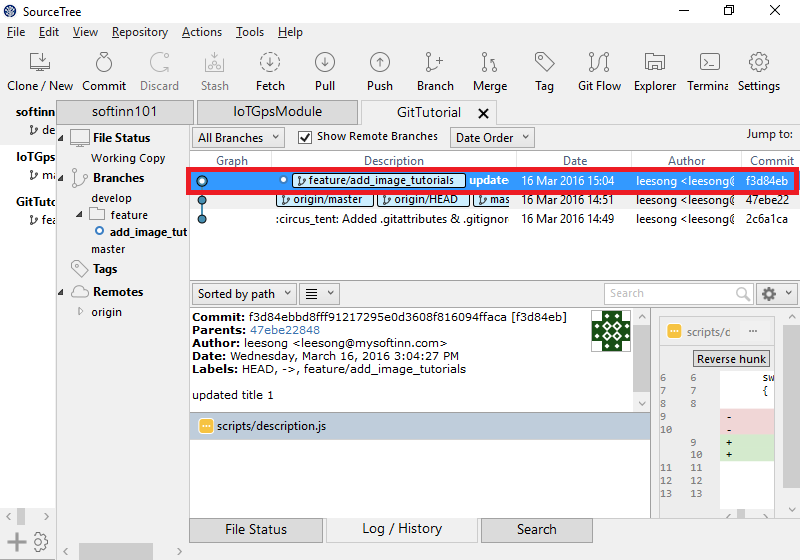 SourceTree
File Edit View Repository Actions Tools Help
Clone / New Commit Discard Stash Fetch Pull Push Branch Merge Tag Git Flow Explorer Termina Settings
softinn101 IoTGpsModule GitTutorial
softin
de
IoTGps
ma
GitTut
fea
File Status
Working Copy
Branches
develop
feature
add_image_tut
master
Tags
Remotes
origin
All Branches Show Remote Branches Date Order Jump to:
Graph Description Date Author Commit
feature/add_image_tutorials update 16 Mar 2016 15:04 leesong <leesong@ f3d84eb
origin/master origin/HEAD mas 16 Mar 2016 14:51 leesong <leesong@ 47ebe22
:circus_tent: Added .gitattributes & .gitignor 16 Mar 2016 14:49 leesong <leesong@ 2c6a1ca
Sorted by path Search
Commit: f3d84ebbd8fff91217295e0d3608f816094ffaca [f3d84eb]
Parents: 47ebe22848
Author: leesong <leesong@mysoftinn.com>
Date: Wednesday, March 16, 2016 3:04:27 PM
Labels: HEAD, ->, feature/add_image_tutorials
updated title 1
scripts/description.js
scripts/c ...
Reverse hunk
6 6 sw
7 7 {
8 8
9 -
10 -
9 +
10 +
11 11
12 12
13 13
File Status Log / History Search